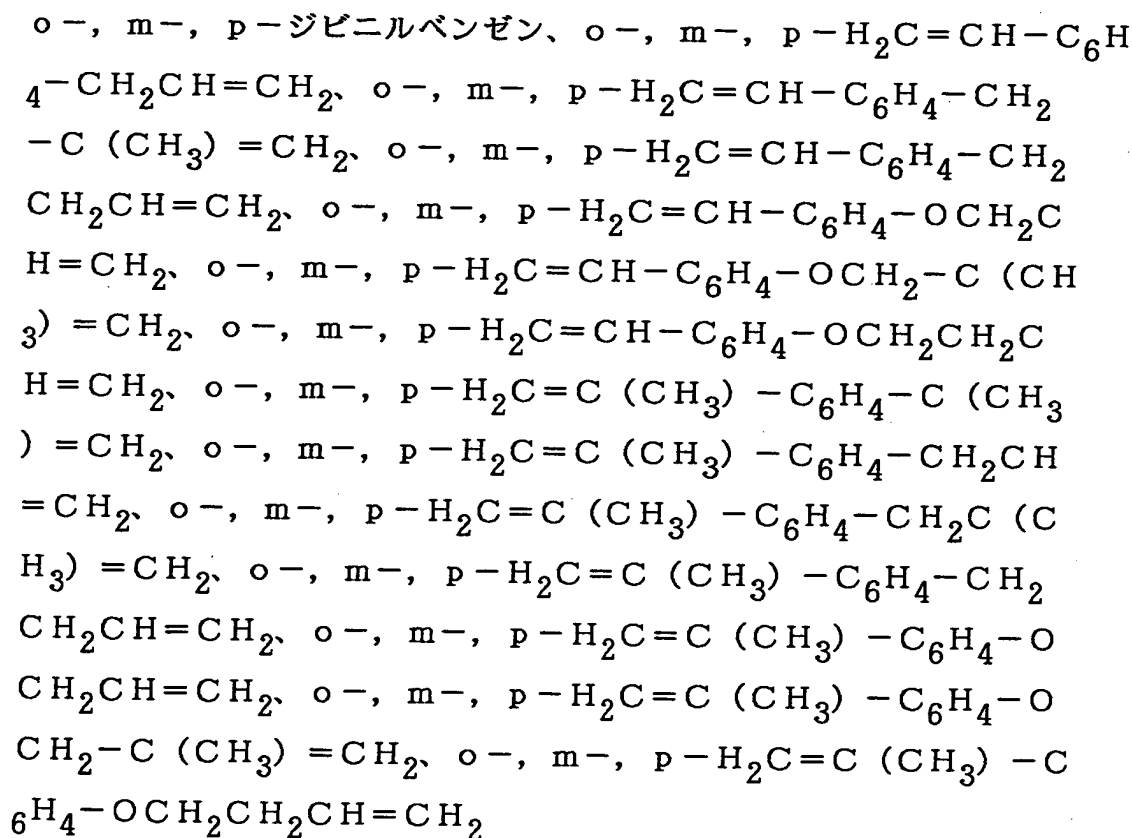 o－, m－, p－ジビニルベンゼン、o－, m－, p－H₂C＝CH－C₆H
₄－CH₂CH＝CH₂、o－, m－, p－H₂C＝CH－C₆H₄－CH₂
－C (CH₃) ＝CH₂、o－, m－, p－H₂C＝CH－C₆H₄－CH₂
CH₂CH＝CH₂、o－, m－, p－H₂C＝CH－C₆H₄－OCH₂C
H＝CH₂、o－, m－, p－H₂C＝CH－C₆H₄－OCH₂－C (CH
₃) ＝CH₂、o－, m－, p－H₂C＝CH－C₆H₄－OCH₂CH₂C
H＝CH₂、o－, m－, p－H₂C＝C (CH₃) －C₆H₄－C (CH₃
) ＝CH₂、o－, m－, p－H₂C＝C (CH₃) －C₆H₄－CH₂CH
＝CH₂、o－, m－, p－H₂C＝C (CH₃) －C₆H₄－CH₂C (C
H₃) ＝CH₂、o－, m－, p－H₂C＝C (CH₃) －C₆H₄－CH₂
CH₂CH＝CH₂、o－, m－, p－H₂C＝C (CH₃) －C₆H₄－O
CH₂CH＝CH₂、o－, m－, p－H₂C＝C (CH₃) －C₆H₄－O
CH₂－C (CH₃) ＝CH₂、o－, m－, p－H₂C＝C (CH₃) －C
₆H₄－OCH₂CH₂CH＝CH₂